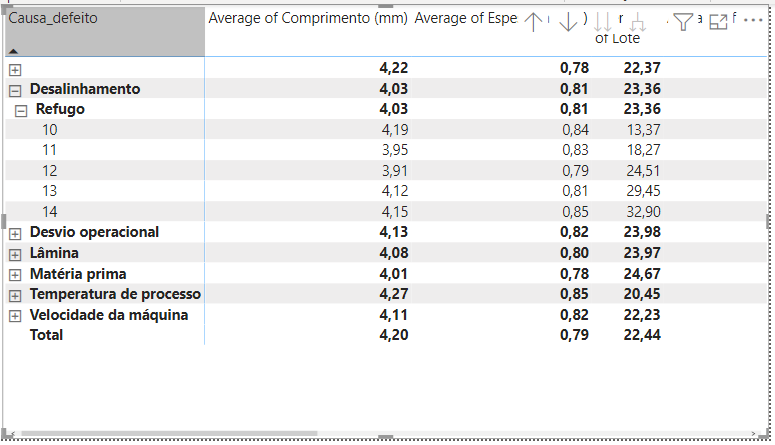 Causa_defeito Average of Comprimento (mm) Average of Espe
of Lote
4,22 0,78 22,37
Desalinhamento 4,03 0,81 23,36
Refugo 4,03 0,81 23,36
10 4,19 0,84 13,37
11 3,95 0,83 18,27
12 3,91 0,79 24,51
13 4,12 0,81 29,45
14 4,15 0,85 32,90
Desvio operacional 4,13 0,82 23,98
Lâmina 4,08 0,80 23,97
Matéria prima 4,01 0,78 24,67
Temperatura de processo 4,27 0,85 20,45
Velocidade da máquina 4,11 0,82 22,23
Total 4,20 0,79 22,44